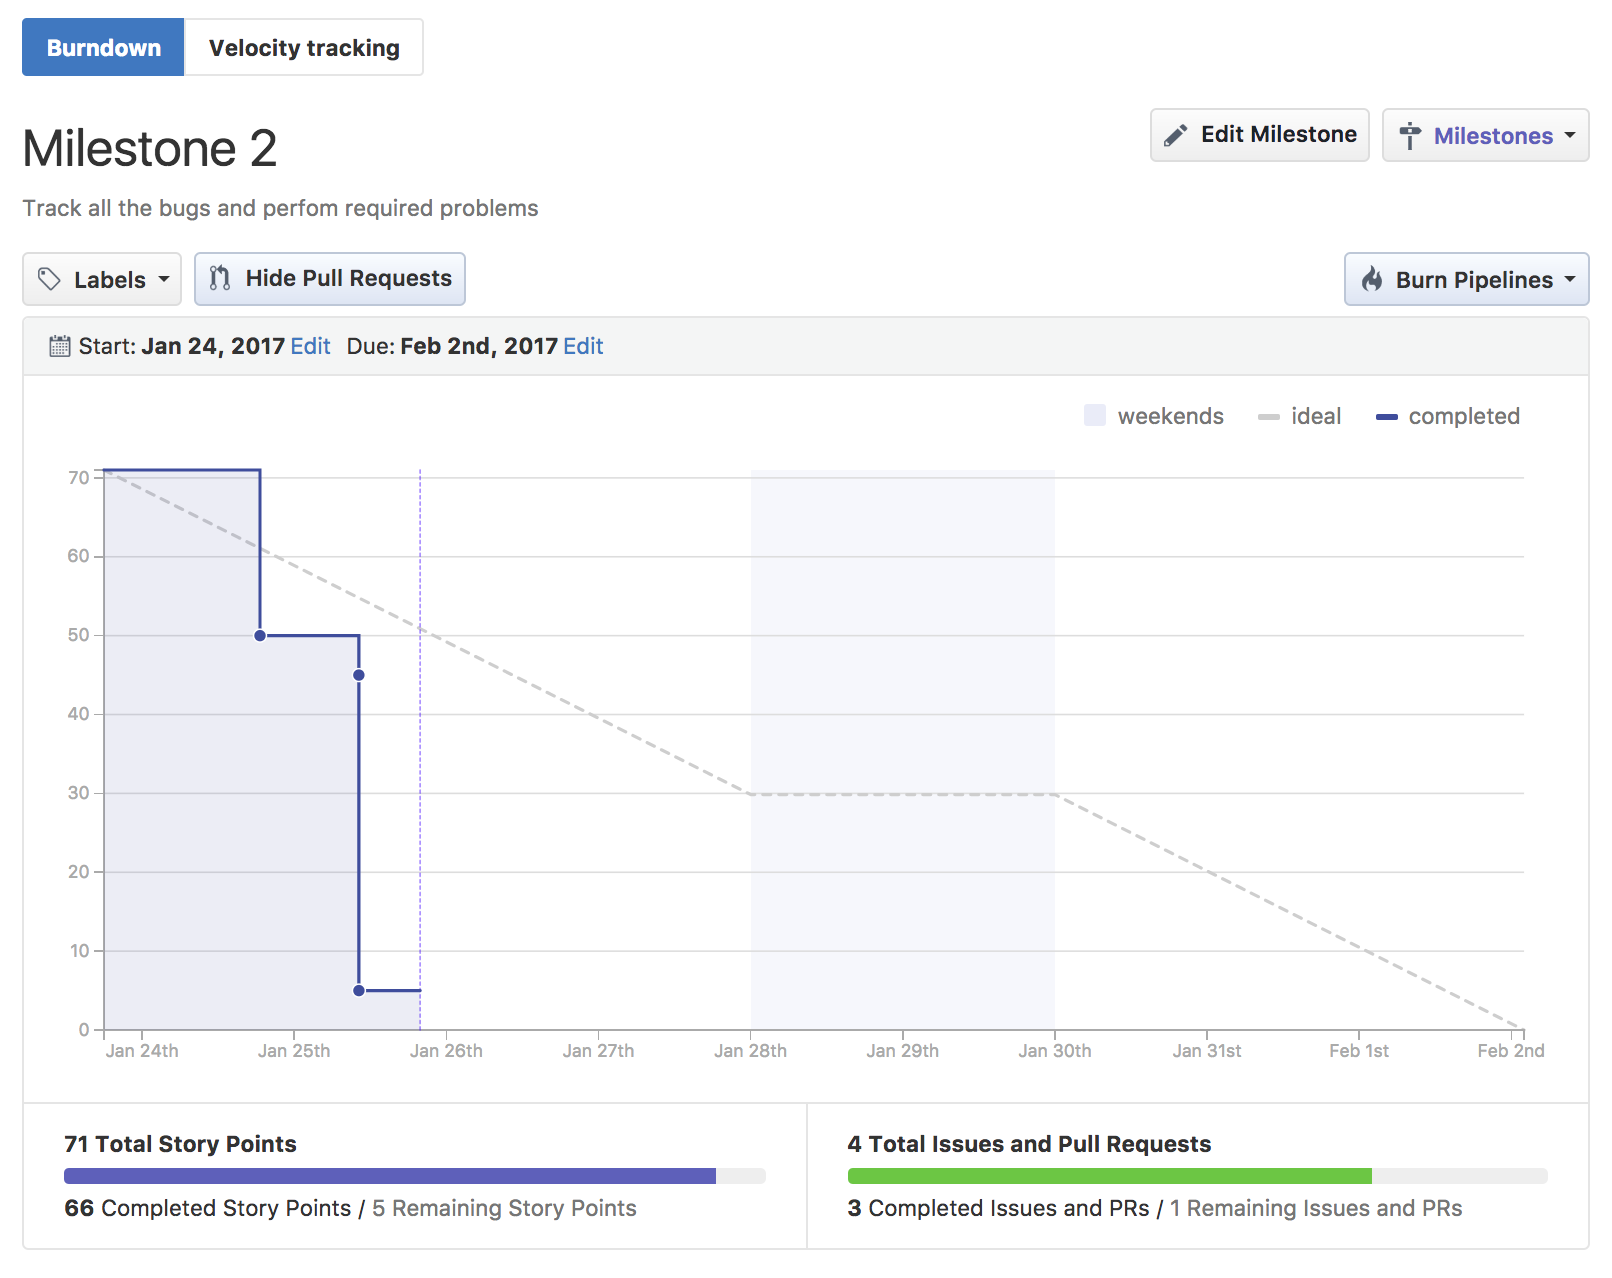 Burndown Velocity tracking
Milestone 2
Edit Milestone Milestones
Track all the bugs and perfom required problems
Labels Hide Pull Requests Burn Pipelines
Start: Jan 24, 2017 Edit Due: Feb 2nd, 2017 Edit
weekends ideal completed
70
60
50
40
30
20
10
0
Jan 24th Jan 25th Jan 26th Jan 27th Jan 28th Jan 29th Jan 30th Jan 31st Feb 1st Feb 2nd
71 Total Story Points
66 Completed Story Points / 5 Remaining Story Points
4 Total Issues and Pull Requests
3 Completed Issues and PRs / 1 Remaining Issues and PRs